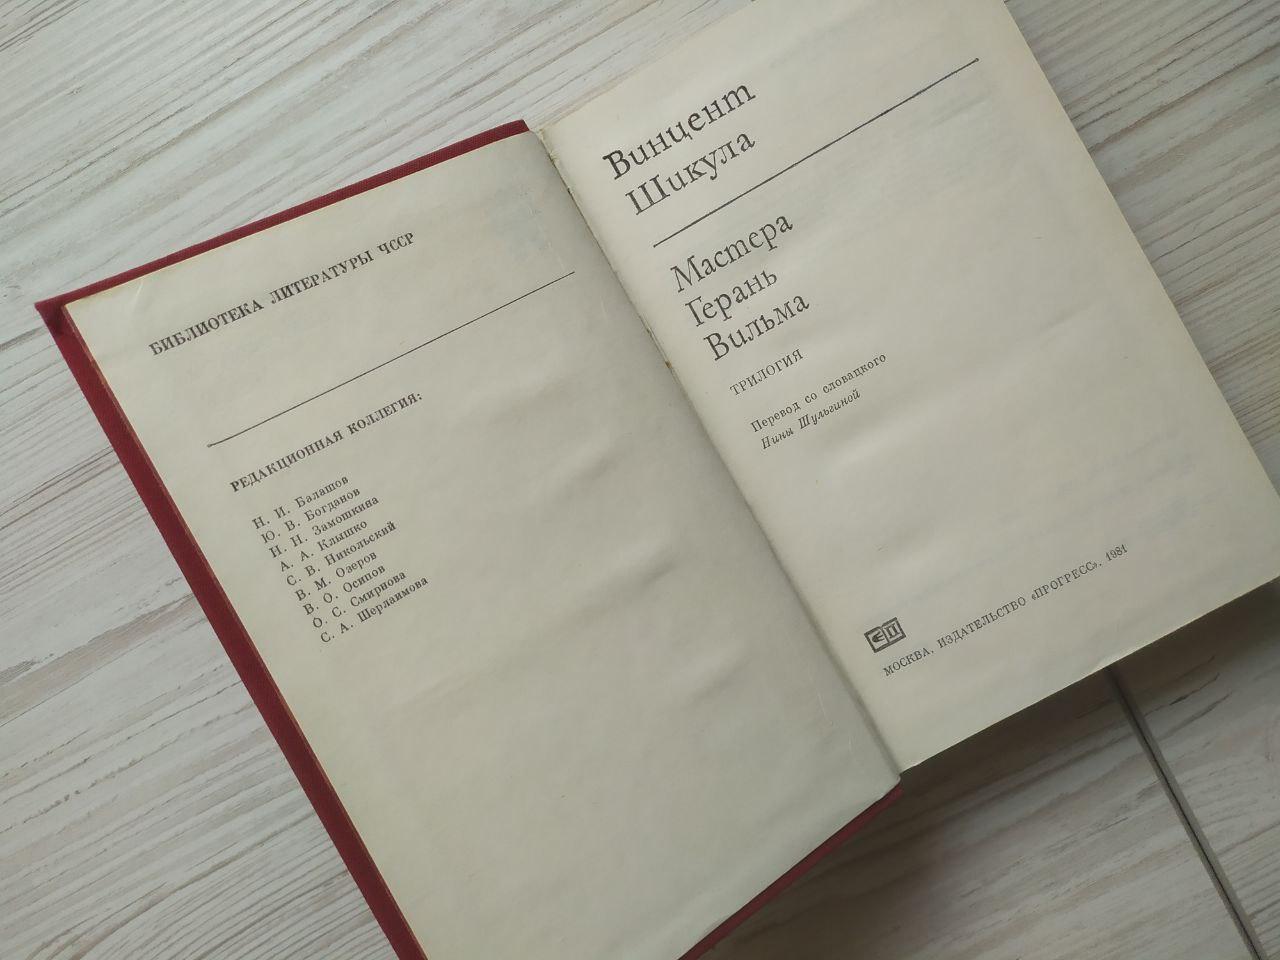 БИБЛИОТЕКА ЛИТЕРАТУРЫ ЧССР
РЕДАКЦИОННАЯ КОЛЛЕГИЯ:
Н. И. Балашов
Ю. В. Богданов
Н. Н. Замошкина
А. А. Клышко
С. В. Никольский
В. М. Озеров
В. О. Осипов
О. С. Смирнова
С. А. Шерлаимова
Винцент
Шикула
Мастера
Герань
Вильма
ТРИЛОГИЯ
Перевод со словацкого
Нины Шульгиной
МОСКВА, ИЗДАТЕЛЬСТВО «ПРОГРЕСС», 1981